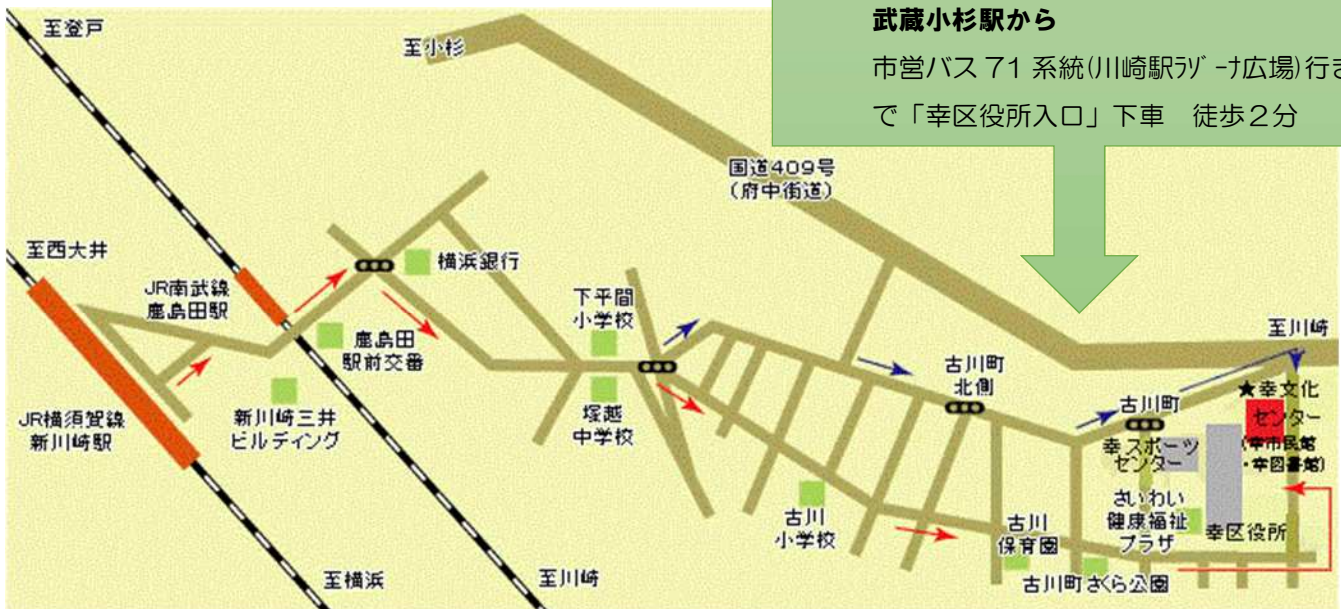 武蔵小杉駅から
市営バス 71 系統(川崎駅ﾗｿﾞｰﾅ広場)行き
で「幸区役所入口」下車　徒歩２分
至登戸
至小杉
国道409号
(府中街道)
至西大井
横浜銀行
JR南武線
鹿島田駅
下平間
小学校
至川崎
鹿島田
駅前交番
古川町
北側
★幸文化
センター
(幸市民館
・幸図書館)
古川町
JR横須賀線
新川崎駅
新川崎三井
ビルディング
塚越
中学校
幸スポーツ
センター
古川
小学校
さいわい
健康福祉
プラザ
幸区役所
古川
保育園
古川町さくら公園
至横浜
至川崎